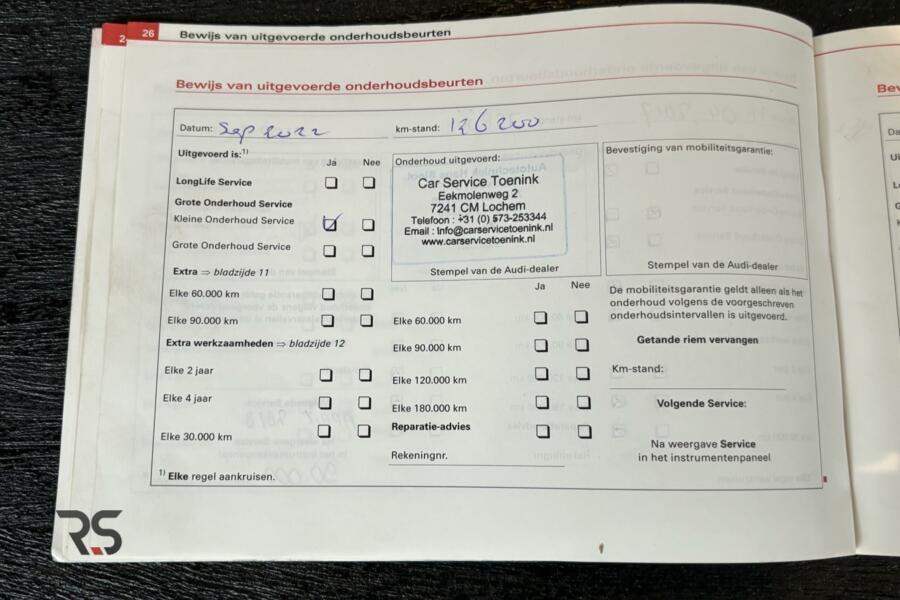 2
26 Bewijs van uitgevoerde onderhoudsbeurten
Bewijs van uitgevoerde onderhoudsbeurten
Datum: Sep 2022 km-stand: 126200
Uitgevoerd is:1) Ja Nee
LongLife Service
Grote Onderhoud Service
Kleine Onderhoud Service
Grote Onderhoud Service
Extra ⇒ bladzijde 11
Elke 60.000 km
Elke 90.000 km
Extra werkzaamheden ⇒ bladzijde 12
Elke 2 jaar
Elke 4 jaar
Elke 30.000 km
1) Elke regel aankruisen.
Onderhoud uitgevoerd:
Car Service Toenink
Eekmolenweg 2
7241 CM Lochem
Telefoon : +31 (0) 573-253344
Email : Info@carservicetoenink.nl
www.carservicetoenink.nl
Stempel van de Audi-dealer
Ja Nee
Elke 60.000 km
Elke 90.000 km
Elke 120.000 km
Elke 180.000 km
Reparatie-advies
Rekeningnr.
Bevestiging van mobiliteitsgarantie:
Stempel van de Audi-dealer
De mobiliteitsgarantie geldt alleen als het
onderhoud volgens de voorgeschreven
onderhoudsintervallen is uitgevoerd.
Getande riem vervangen
Km-stand:
Volgende Service:
Na weergave Service
in het instrumentenpaneel
RS